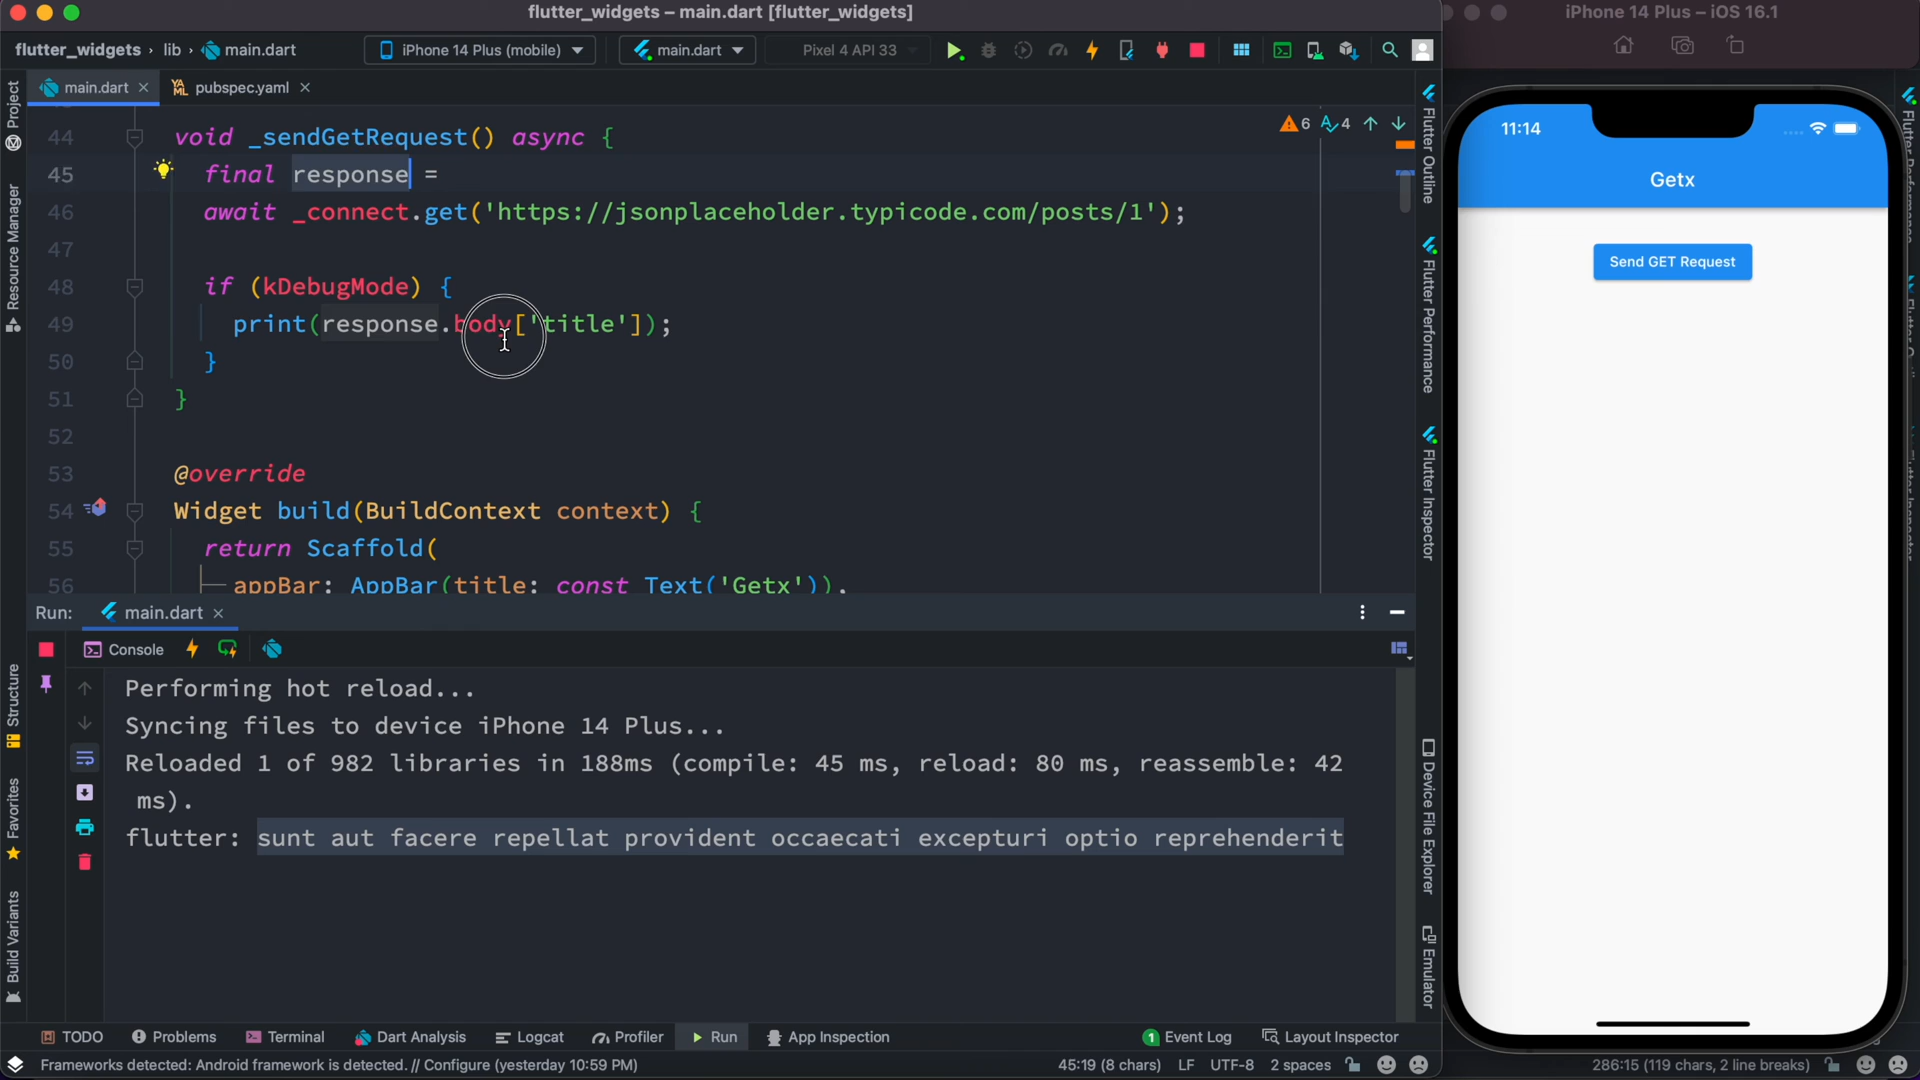 flutter_widgets – main.dart [flutter_widgets]
iPhone 14 Plus – iOS 16.1
flutter_widgets › lib › main.dart
iPhone 14 Plus (mobile)
main.dart
Pixel 4 API 33
main.dart
pubspec.yaml
6 4
44 void _sendGetRequest() async {
45 final response =
46 await _connect.get('https://jsonplaceholder.typicode.com/posts/1');
47
48 if (kDebugMode) {
49 print(response.body['title']);
50 }
51 }
52
53 @override
54 Widget build(BuildContext context) {
55 return Scaffold(
56 appBar: AppBar(title: const Text('Getx')),
Project
Resource Manager
Structure
Favorites
Build Variants
Flutter Outline
Flutter Performance
Flutter Inspector
Device File Explorer
Emulator
11:14
Getx
Send GET Request
Run: main.dart
Console
Performing hot reload...
Syncing files to device iPhone 14 Plus...
Reloaded 1 of 982 libraries in 188ms (compile: 45 ms, reload: 80 ms, reassemble: 42
ms).
flutter: sunt aut facere repellat provident occaecati excepturi optio reprehenderit
TODO Problems Terminal Dart Analysis Logcat Profiler Run App Inspection 1 Event Log Layout Inspector
Frameworks detected: Android framework is detected. // Configure (yesterday 10:59 PM)
45:19 (8 chars) LF UTF-8 2 spaces
286:15 (119 chars, 2 line breaks)